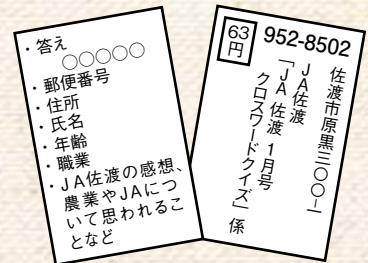 ・答え
○○○○○
・郵便番号
・住所
・氏名
・年齢
・職業
・JA佐渡の感想、
農業やJAにつ
いて思われるこ
となど
63
円
952-8502
佐渡市原黒三〇〇ー一
JA佐渡
「JA佐渡 1月号
クロスワードクイズ」係